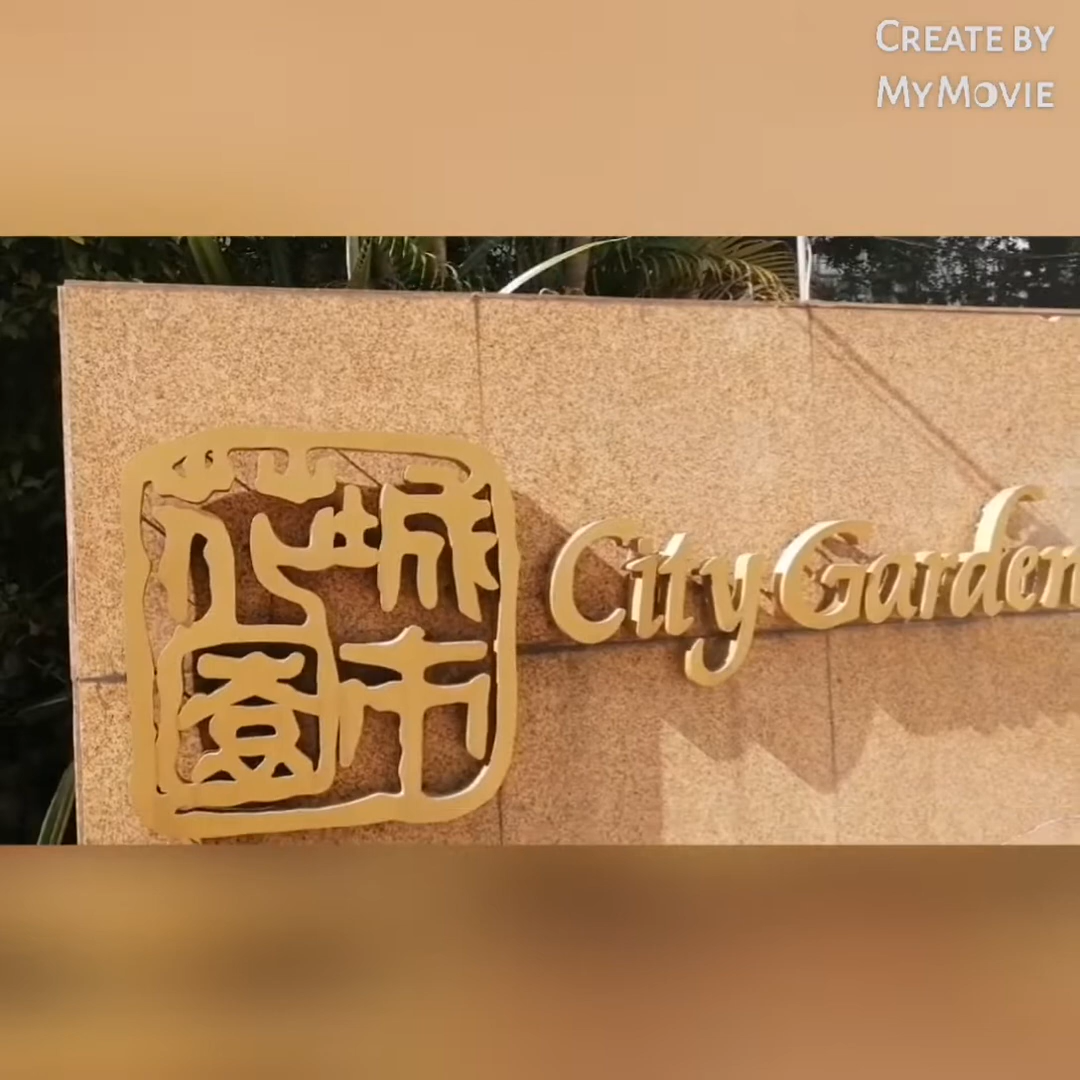 CREATE BY
MYMOVIE
城市
花園
City Garden